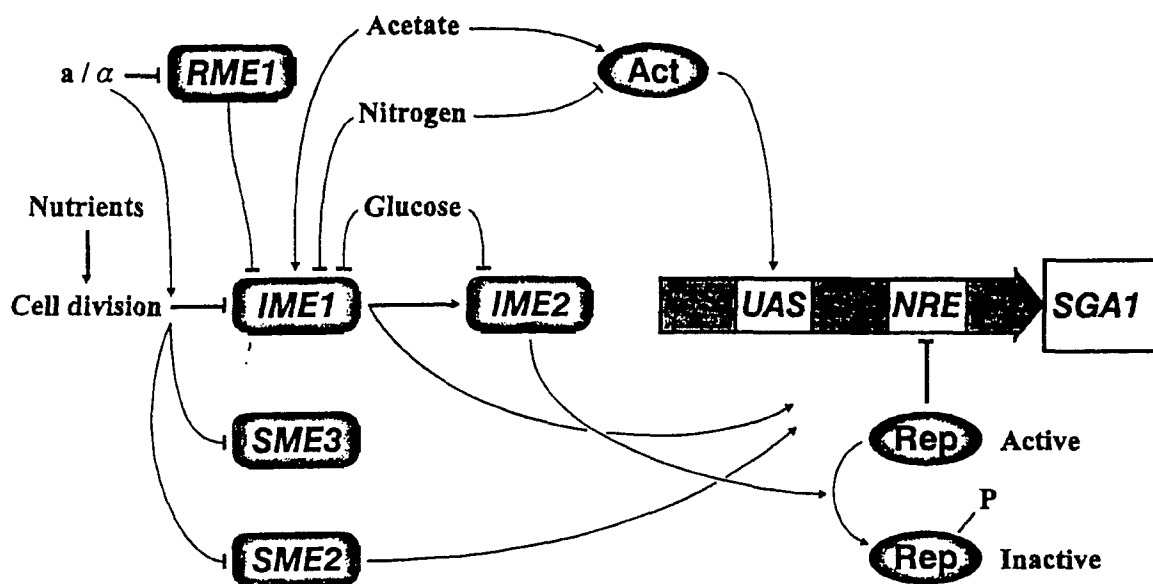 Acetate
a / α
RME1
Act
Nitrogen
Nutrients
Glucose
Cell division
IME1
IME2
UAS
NRE
SGA1
SME3
Rep
Active
P
SME2
Rep
Inactive